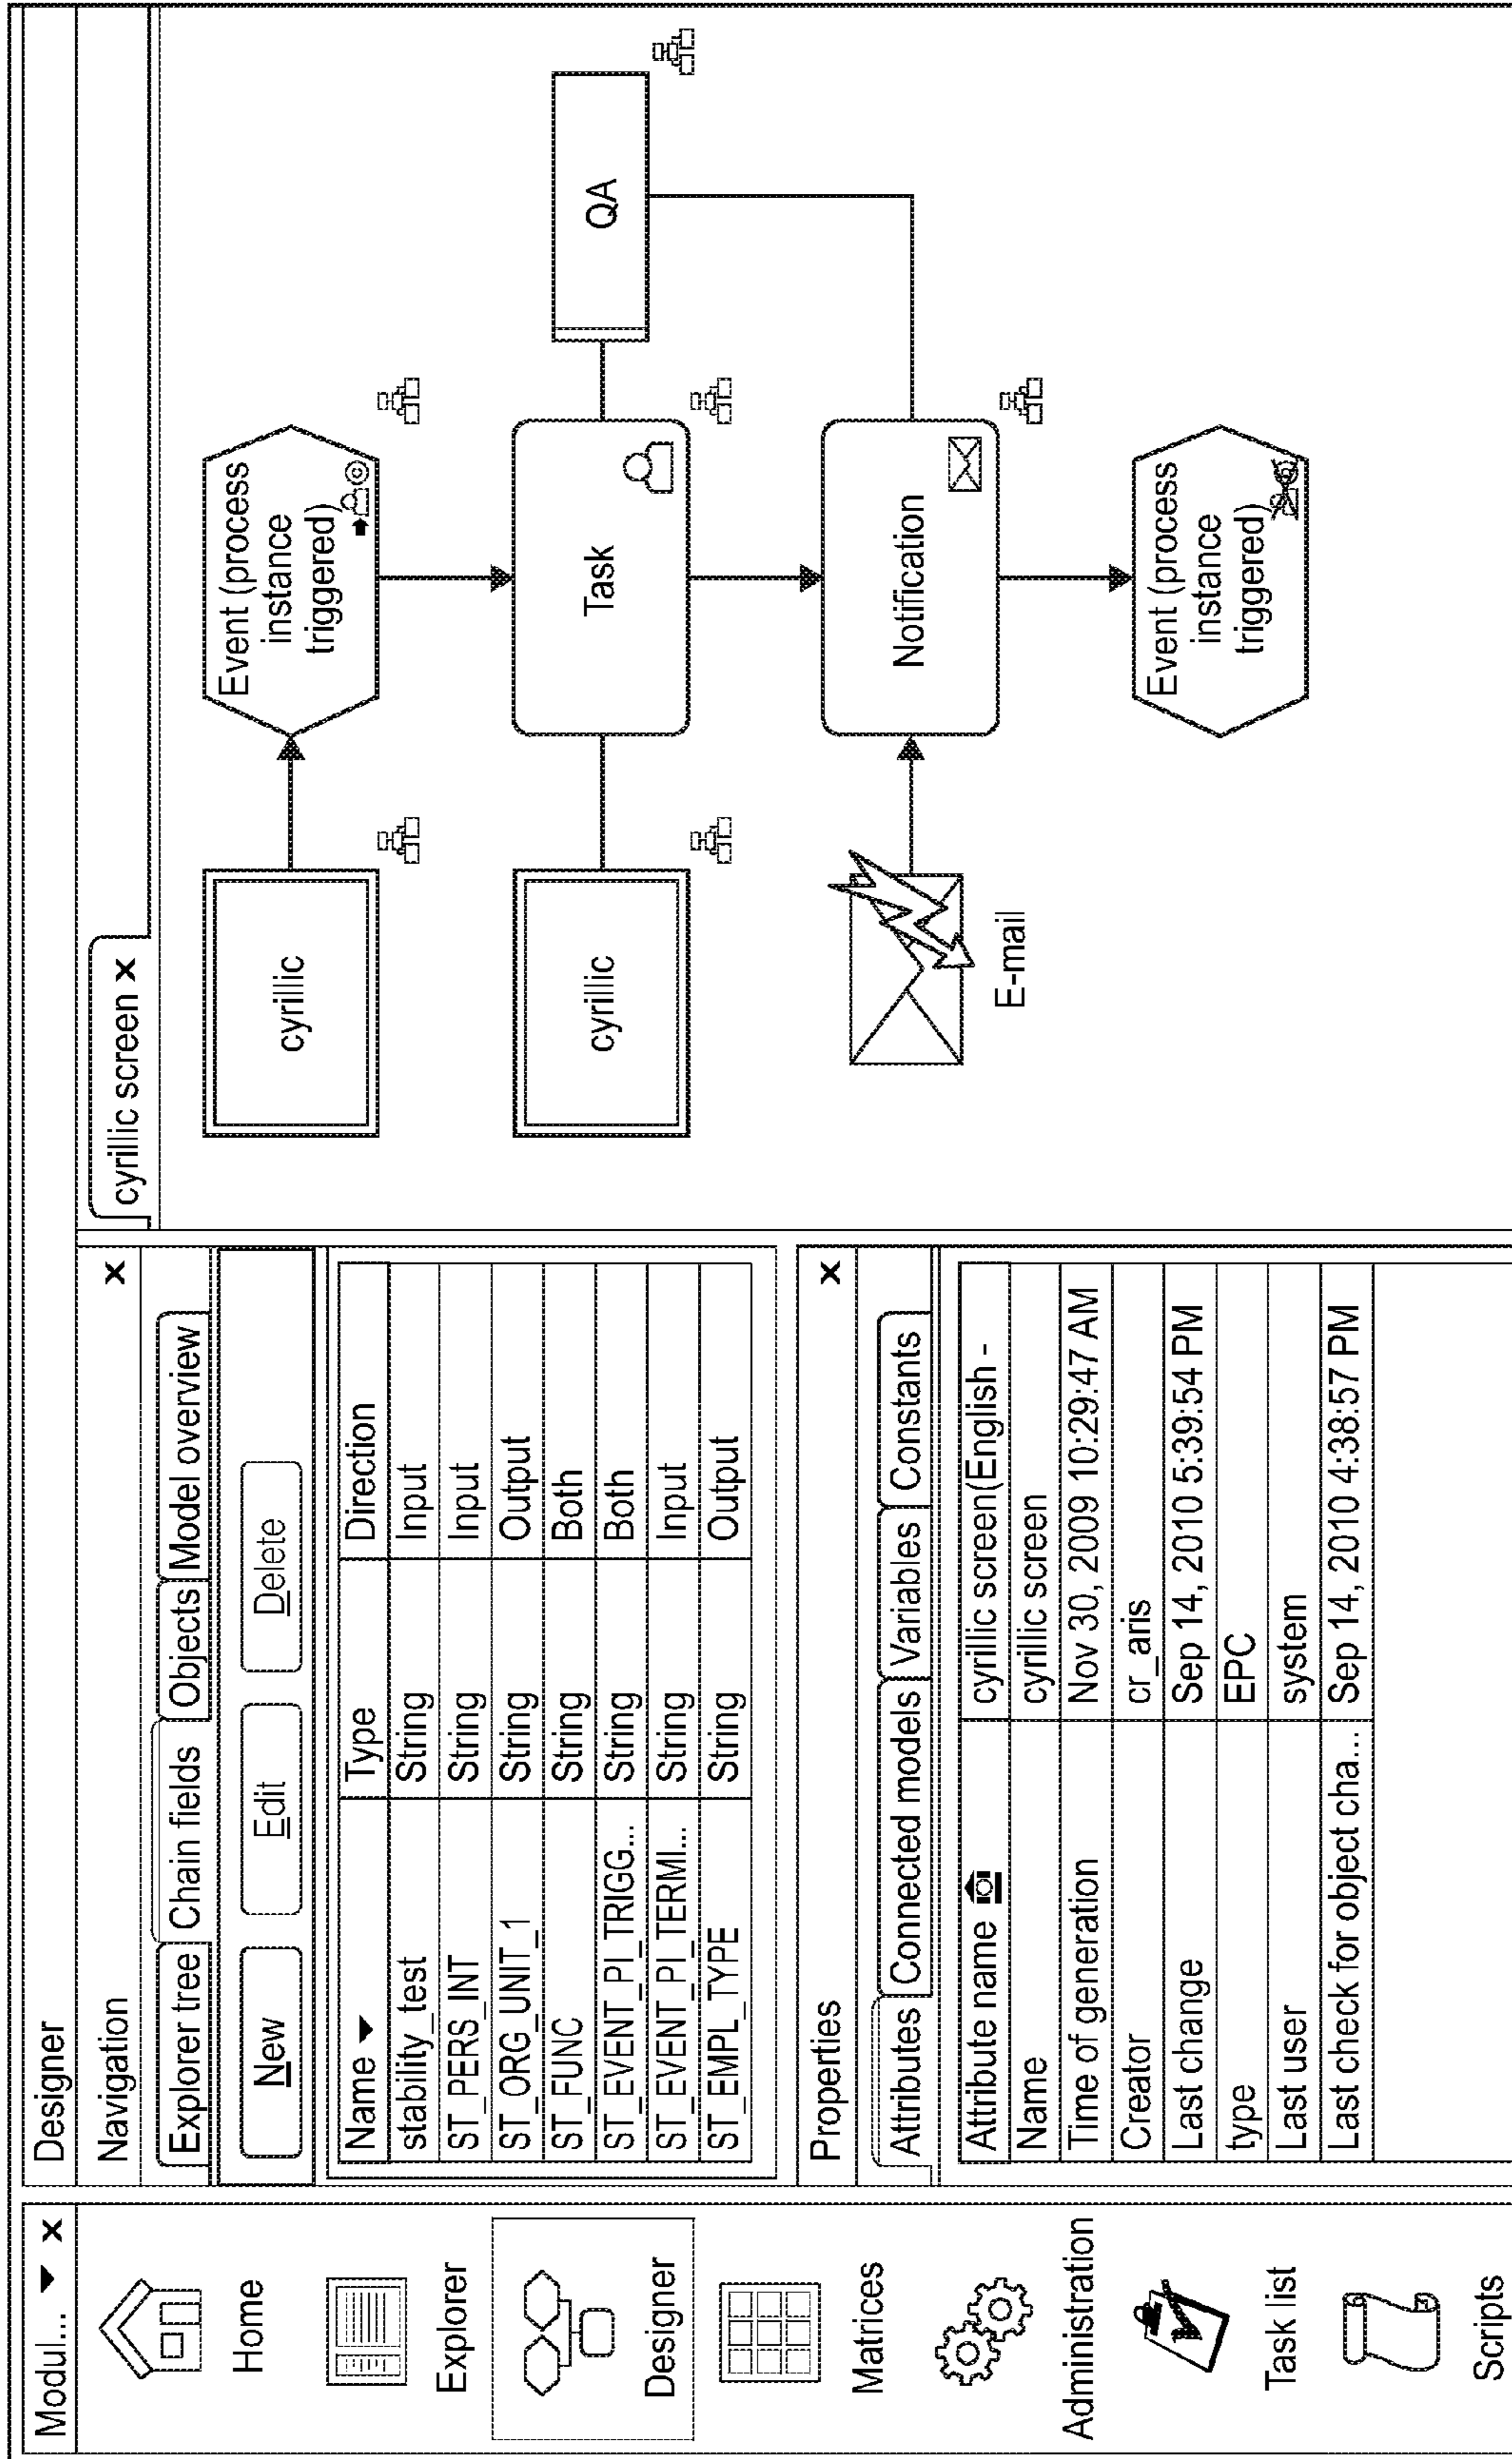 Modul...
Home
Explorer
Designer
Matrices
Administration
Task list
Scripts
Designer
Navigation
Explorer tree Chain fields Objects Model overview
New Edit Delete
Name Type Direction
stability_test String Input
ST_PERS_INT String Input
ST_ORG_UNIT_1 String Output
ST_FUNC String Both
ST_EVENT_PI_TRIGG... String Both
ST_EVENT_PI_TERMI... String Input
ST_EMPL_TYPE String Output
Properties
Attributes Connected models Variables Constants
Attribute name cyrillic screen(English -
Name cyrillic screen
Time of generation Nov 30, 2009 10:29:47 AM
Creator cr_aris
Last change Sep 14, 2010 5:39:54 PM
type EPC
Last user system
Last check for object cha... Sep 14, 2010 4:38:57 PM
cyrillic screen
cyrillic
Event (process
instance
triggered)
cyrillic
Task
QA
E-mail
Notification
Event (process
instance
triggered)